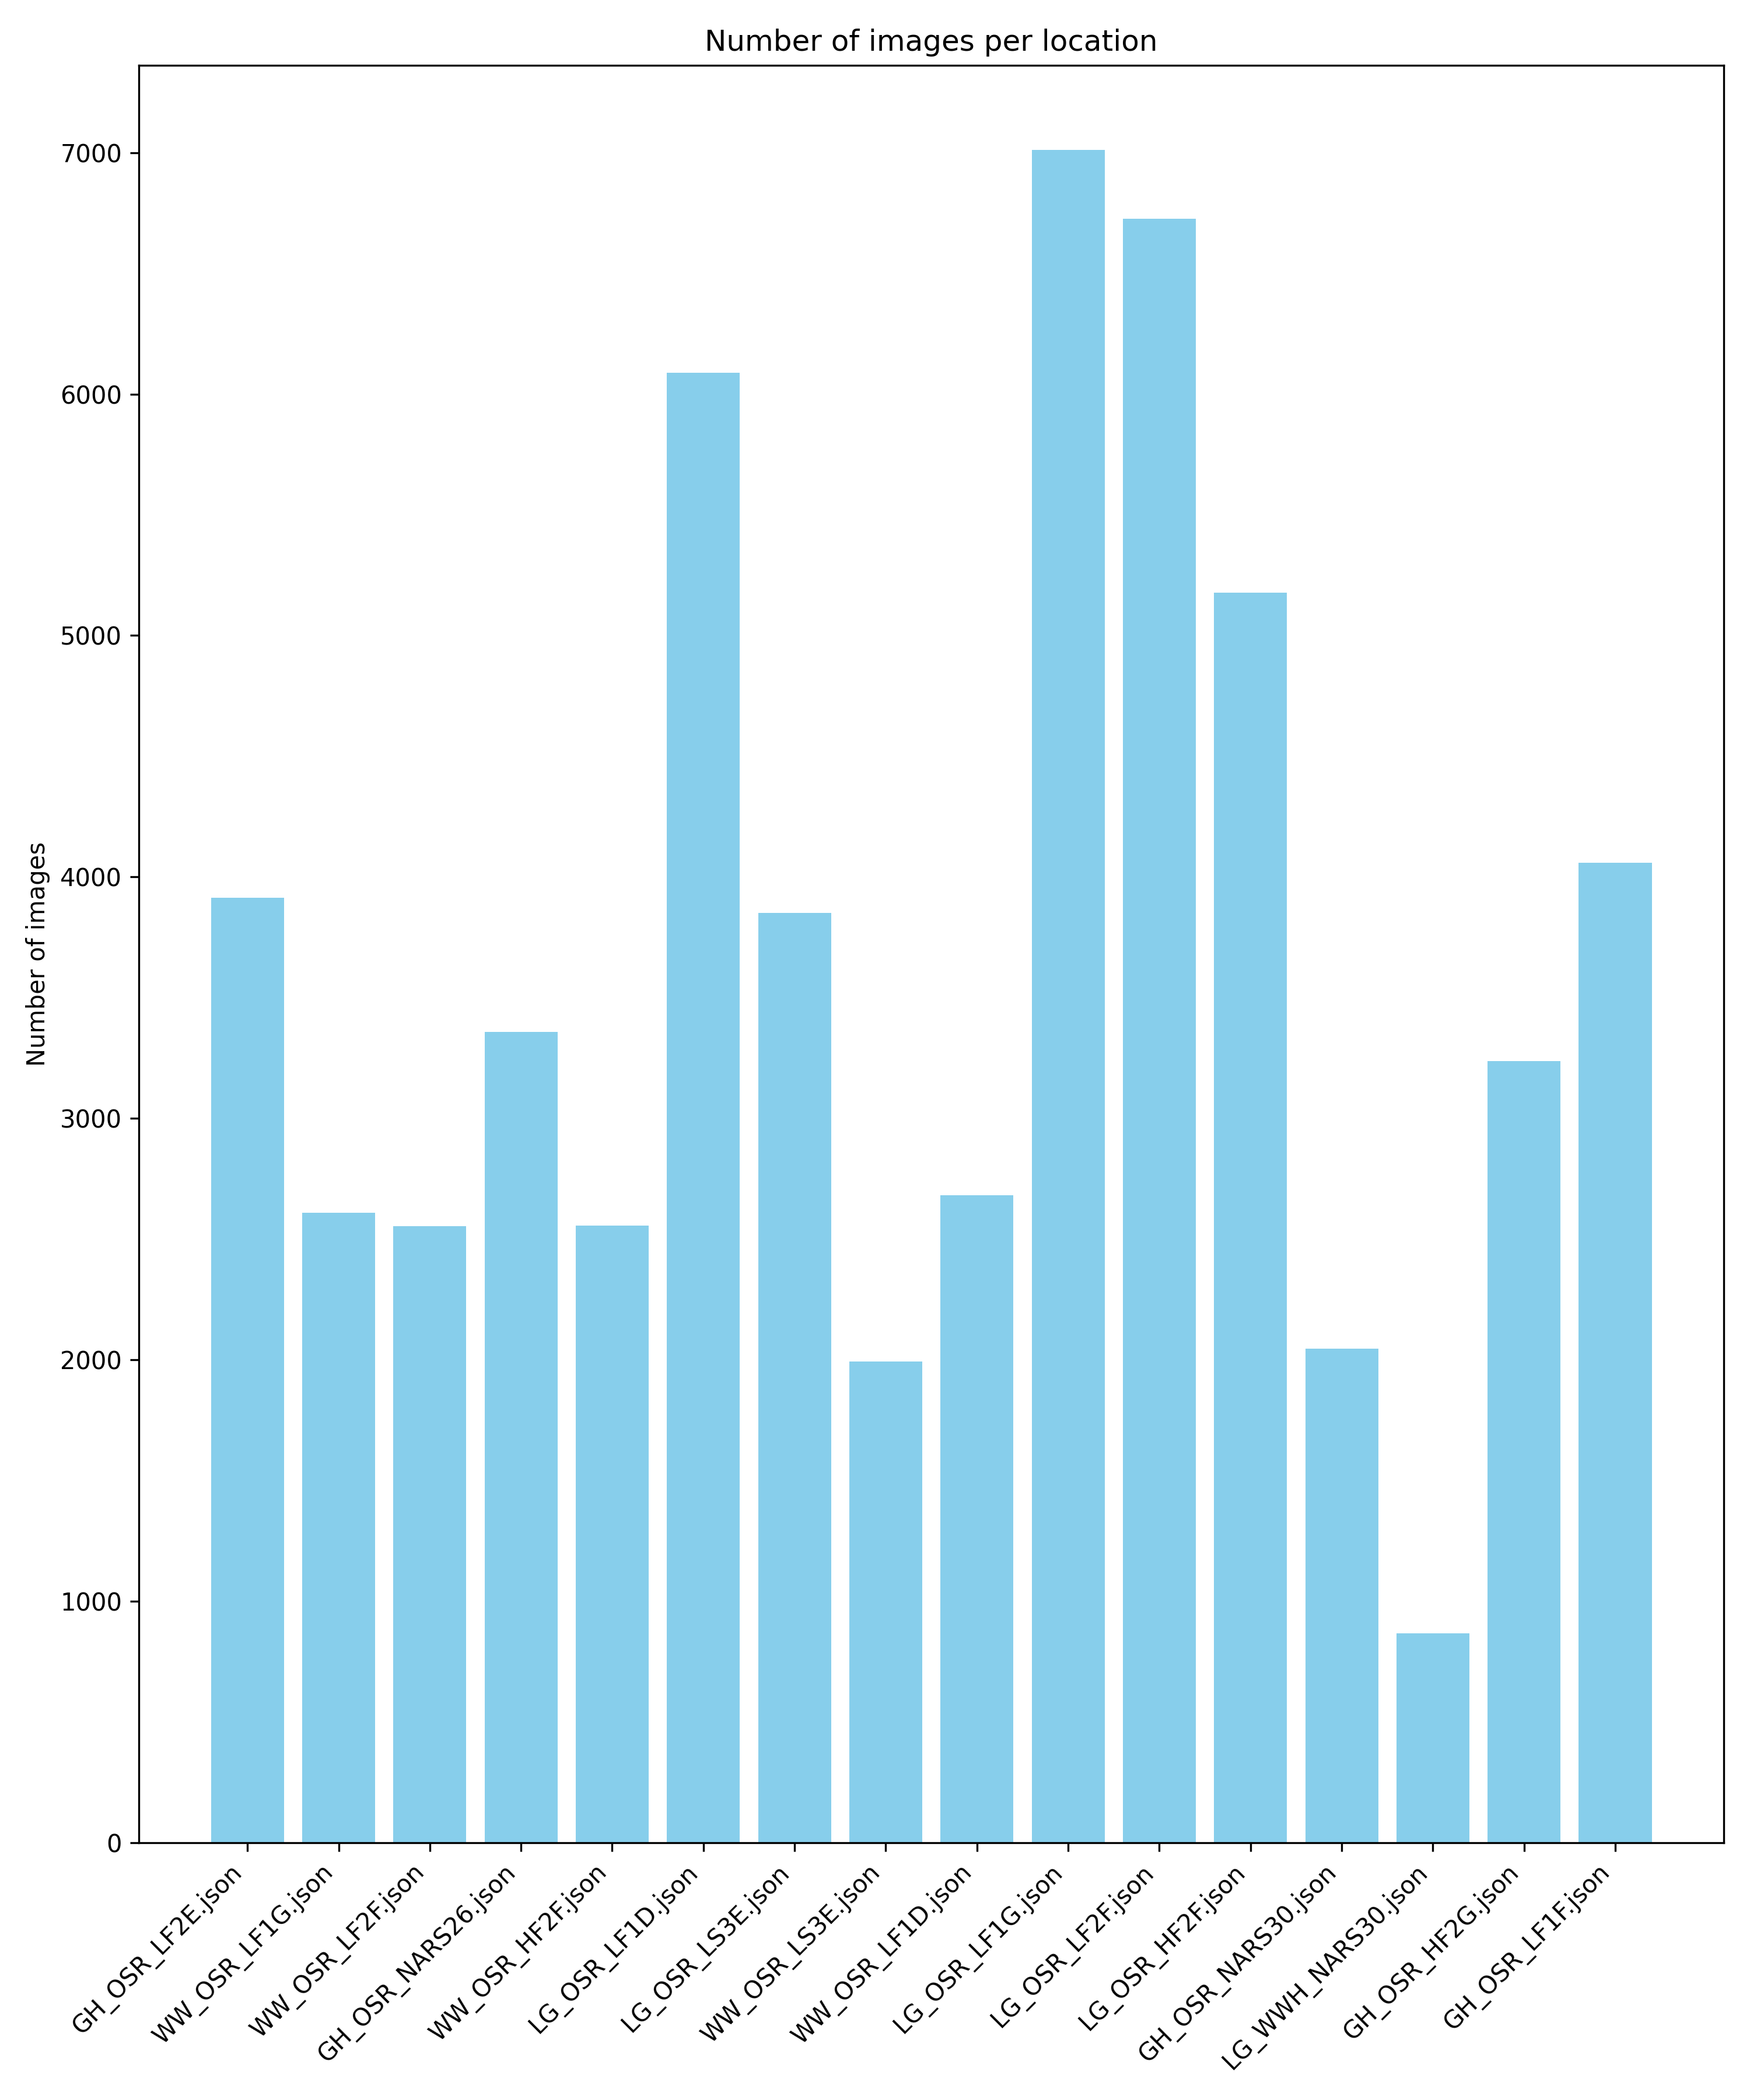 Number of images per location
Number of images
7000
6000
5000
4000
3000
2000
1000
0
GH_OSR_LF2E.json
WW_OSR_LF1G.json
WW_OSR_LF2F.json
GH_OSR_NARS26.json
WW_OSR_HF2F.json
LG_OSR_LF1D.json
LG_OSR_LS3E.json
WW_OSR_LS3E.json
WW_OSR_LF1D.json
LG_OSR_LF1G.json
LG_OSR_LF2F.json
LG_OSR_HF2F.json
GH_OSR_NARS30.json
LG_WWH_NARS30.json
GH_OSR_HF2G.json
GH_OSR_LF1F.json